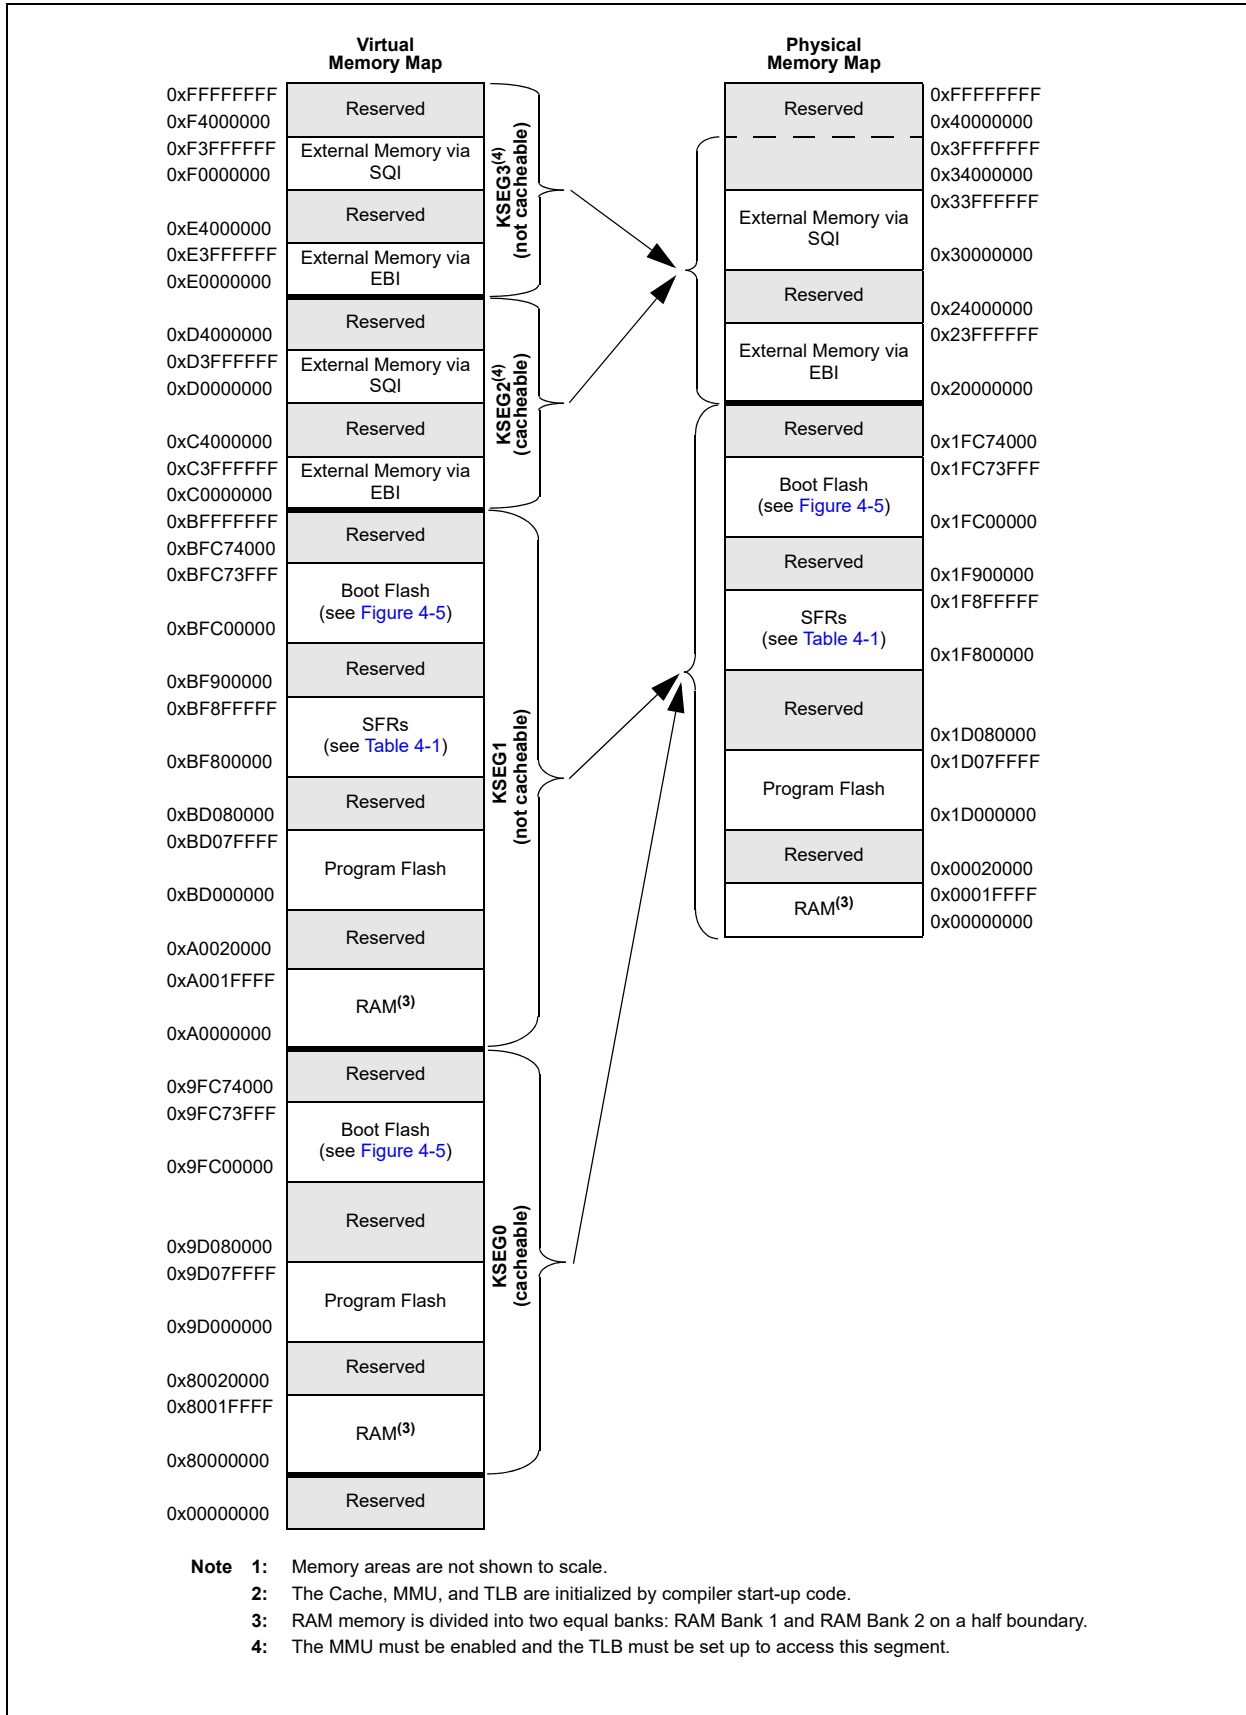 Virtual
Memory Map
Physical
Memory Map
0xFFFFFFFF
0xF4000000
Reserved
0xF3FFFFFF
0xF0000000
External Memory via
SQI
Reserved
0xE4000000
0xE3FFFFFF
0xE0000000
External Memory via
EBI
KSEG3(4)
(not cacheable)
Reserved
0xD4000000
0xD3FFFFFF
0xD0000000
External Memory via
SQI
Reserved
0xC4000000
0xC3FFFFFF
0xC0000000
External Memory via
EBI
KSEG2(4)
(cacheable)
0xBFFFFFFF
0xBFC74000
Reserved
0xBFC73FFF
Boot Flash
(see Figure 4-5)
0xBFC00000
Reserved
0xBF900000
0xBF8FFFFF
SFRs
(see Table 4-1)
0xBF800000
Reserved
0xBD080000
0xBD07FFFF
Program Flash
0xBD000000
Reserved
0xA0020000
0xA001FFFF
RAM(3)
0xA0000000
KSEG1
(not cacheable)
Reserved
0x9FC74000
0x9FC73FFF
Boot Flash
(see Figure 4-5)
0x9FC00000
Reserved
0x9D080000
0x9D07FFFF
Program Flash
0x9D000000
Reserved
0x80020000
0x8001FFFF
RAM(3)
0x80000000
KSEG0
(cacheable)
Reserved
0x00000000
Reserved
0xFFFFFFFF
0x40000000
0x3FFFFFFF
0x34000000
External Memory via
SQI
0x33FFFFFF
0x30000000
Reserved
0x24000000
External Memory via
EBI
0x23FFFFFF
0x20000000
Reserved
0x1FC74000
Boot Flash
(see Figure 4-5)
0x1FC73FFF
0x1FC00000
Reserved
0x1F900000
SFRs
(see Table 4-1)
0x1F8FFFFF
0x1F800000
Reserved
0x1D080000
Program Flash
0x1D07FFFF
0x1D000000
Reserved
0x00020000
RAM(3)
0x0001FFFF
0x00000000
Note 1: Memory areas are not shown to scale.
2: The Cache, MMU, and TLB are initialized by compiler start-up code.
3: RAM memory is divided into two equal banks: RAM Bank 1 and RAM Bank 2 on a half boundary.
4: The MMU must be enabled and the TLB must be set up to access this segment.